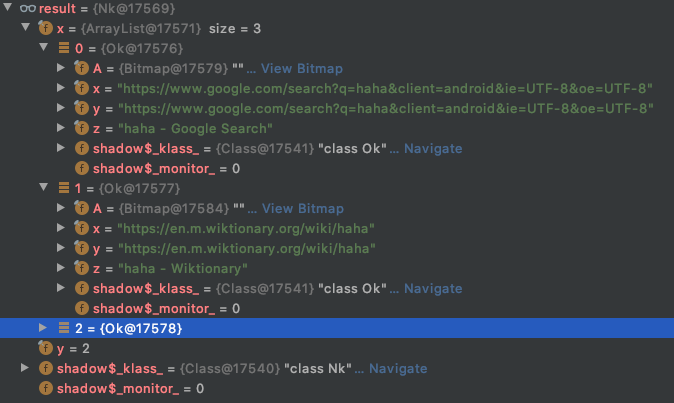 result = {Nk@17569}
f x = {ArrayList@17571} size = 3
0 = {Ok@17576}
f A = {Bitmap@17579} ""... View Bitmap
f x = "https://www.google.com/search?q=haha&client=android&ie=UTF-8&oe=UTF-8"
f y = "https://www.google.com/search?q=haha&client=android&ie=UTF-8&oe=UTF-8"
f z = "haha - Google Search"
f shadow$_klass_ = {Class@17541} "class Ok"... Navigate
f shadow$_monitor_ = 0
1 = {Ok@17577}
f A = {Bitmap@17584} ""... View Bitmap
f x = "https://en.m.wiktionary.org/wiki/haha"
f y = "https://en.m.wiktionary.org/wiki/haha"
f z = "haha - Wiktionary"
f shadow$_klass_ = {Class@17541} "class Ok"... Navigate
f shadow$_monitor_ = 0
2 = {Ok@17578}
f y = 2
f shadow$_klass_ = {Class@17540} "class Nk"... Navigate
f shadow$_monitor_ = 0